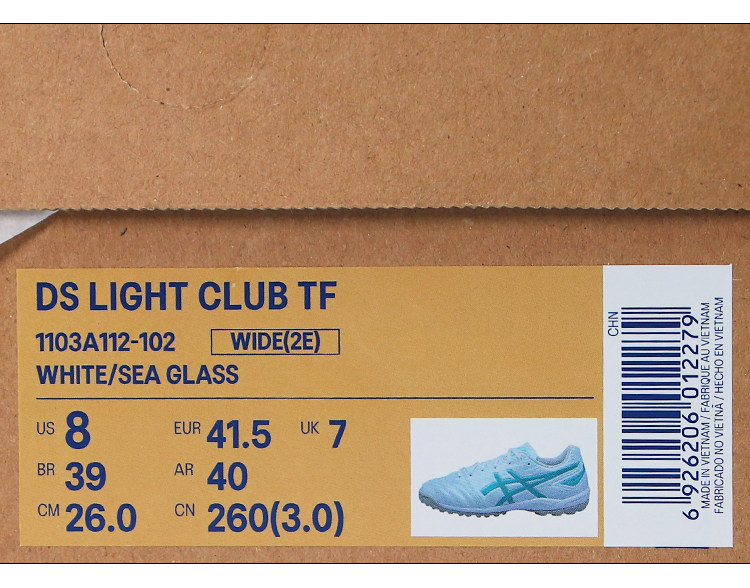 DS LIGHT CLUB TF
1103A112-102 WIDE(2E)
WHITE/SEA GLASS
US 8 EUR 41.5 UK 7
BR 39 AR 40
CM 26.0 CN 260(3.0)
CHN
6 926206 012279
MADE IN VIETNAM / FABRIQUE AU VIETNAM
FABRICADO NO VIETNÃ / HECHO EN VIETNAM